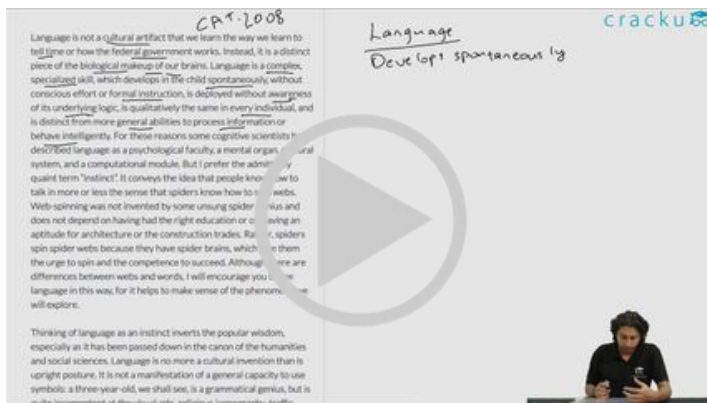 CAT-2008
cracku
Language
Develops spontaneously
Language is not a cultural artifact that we learn the way we learn to
tell time or how the federal government works. Instead, it is a distinct
piece of the biological makeup of our brains. Language is a complex,
specialized skill, which develops in the child spontaneously, without
conscious effort or formal instruction, is deployed without awareness
of its underlying logic, is qualitatively the same in every individual, and
is distinct from more general abilities to process information or
behave intelligently. For these reasons some cognitive scientists
described language as a psychological faculty, a mental organ,
system, and a computational module. But I prefer the
quaint term "instinct". It conveys the idea that people to
talk in more or less the sense that spiders know how to webs.
Web-spinning was not invented by some unsung spider and
does not depend on having had the right education or an
aptitude for architecture or the construction trades. spiders
spin spider webs because they have spider brains, which them
the urge to spin and the competence to succeed. Although are
differences between webs and words, I will encourage you
language in this way, for it helps to make sense of the
will explore.
Thinking of language as an instinct inverts the popular wisdom,
especially as it has been passed down in the canon of the humanities
and social sciences. Language is no more a cultural invention than is
upright posture. It is not a manifestation of a general capacity to use
symbols: a three-year-old, we shall see, is a grammatical genius, but is